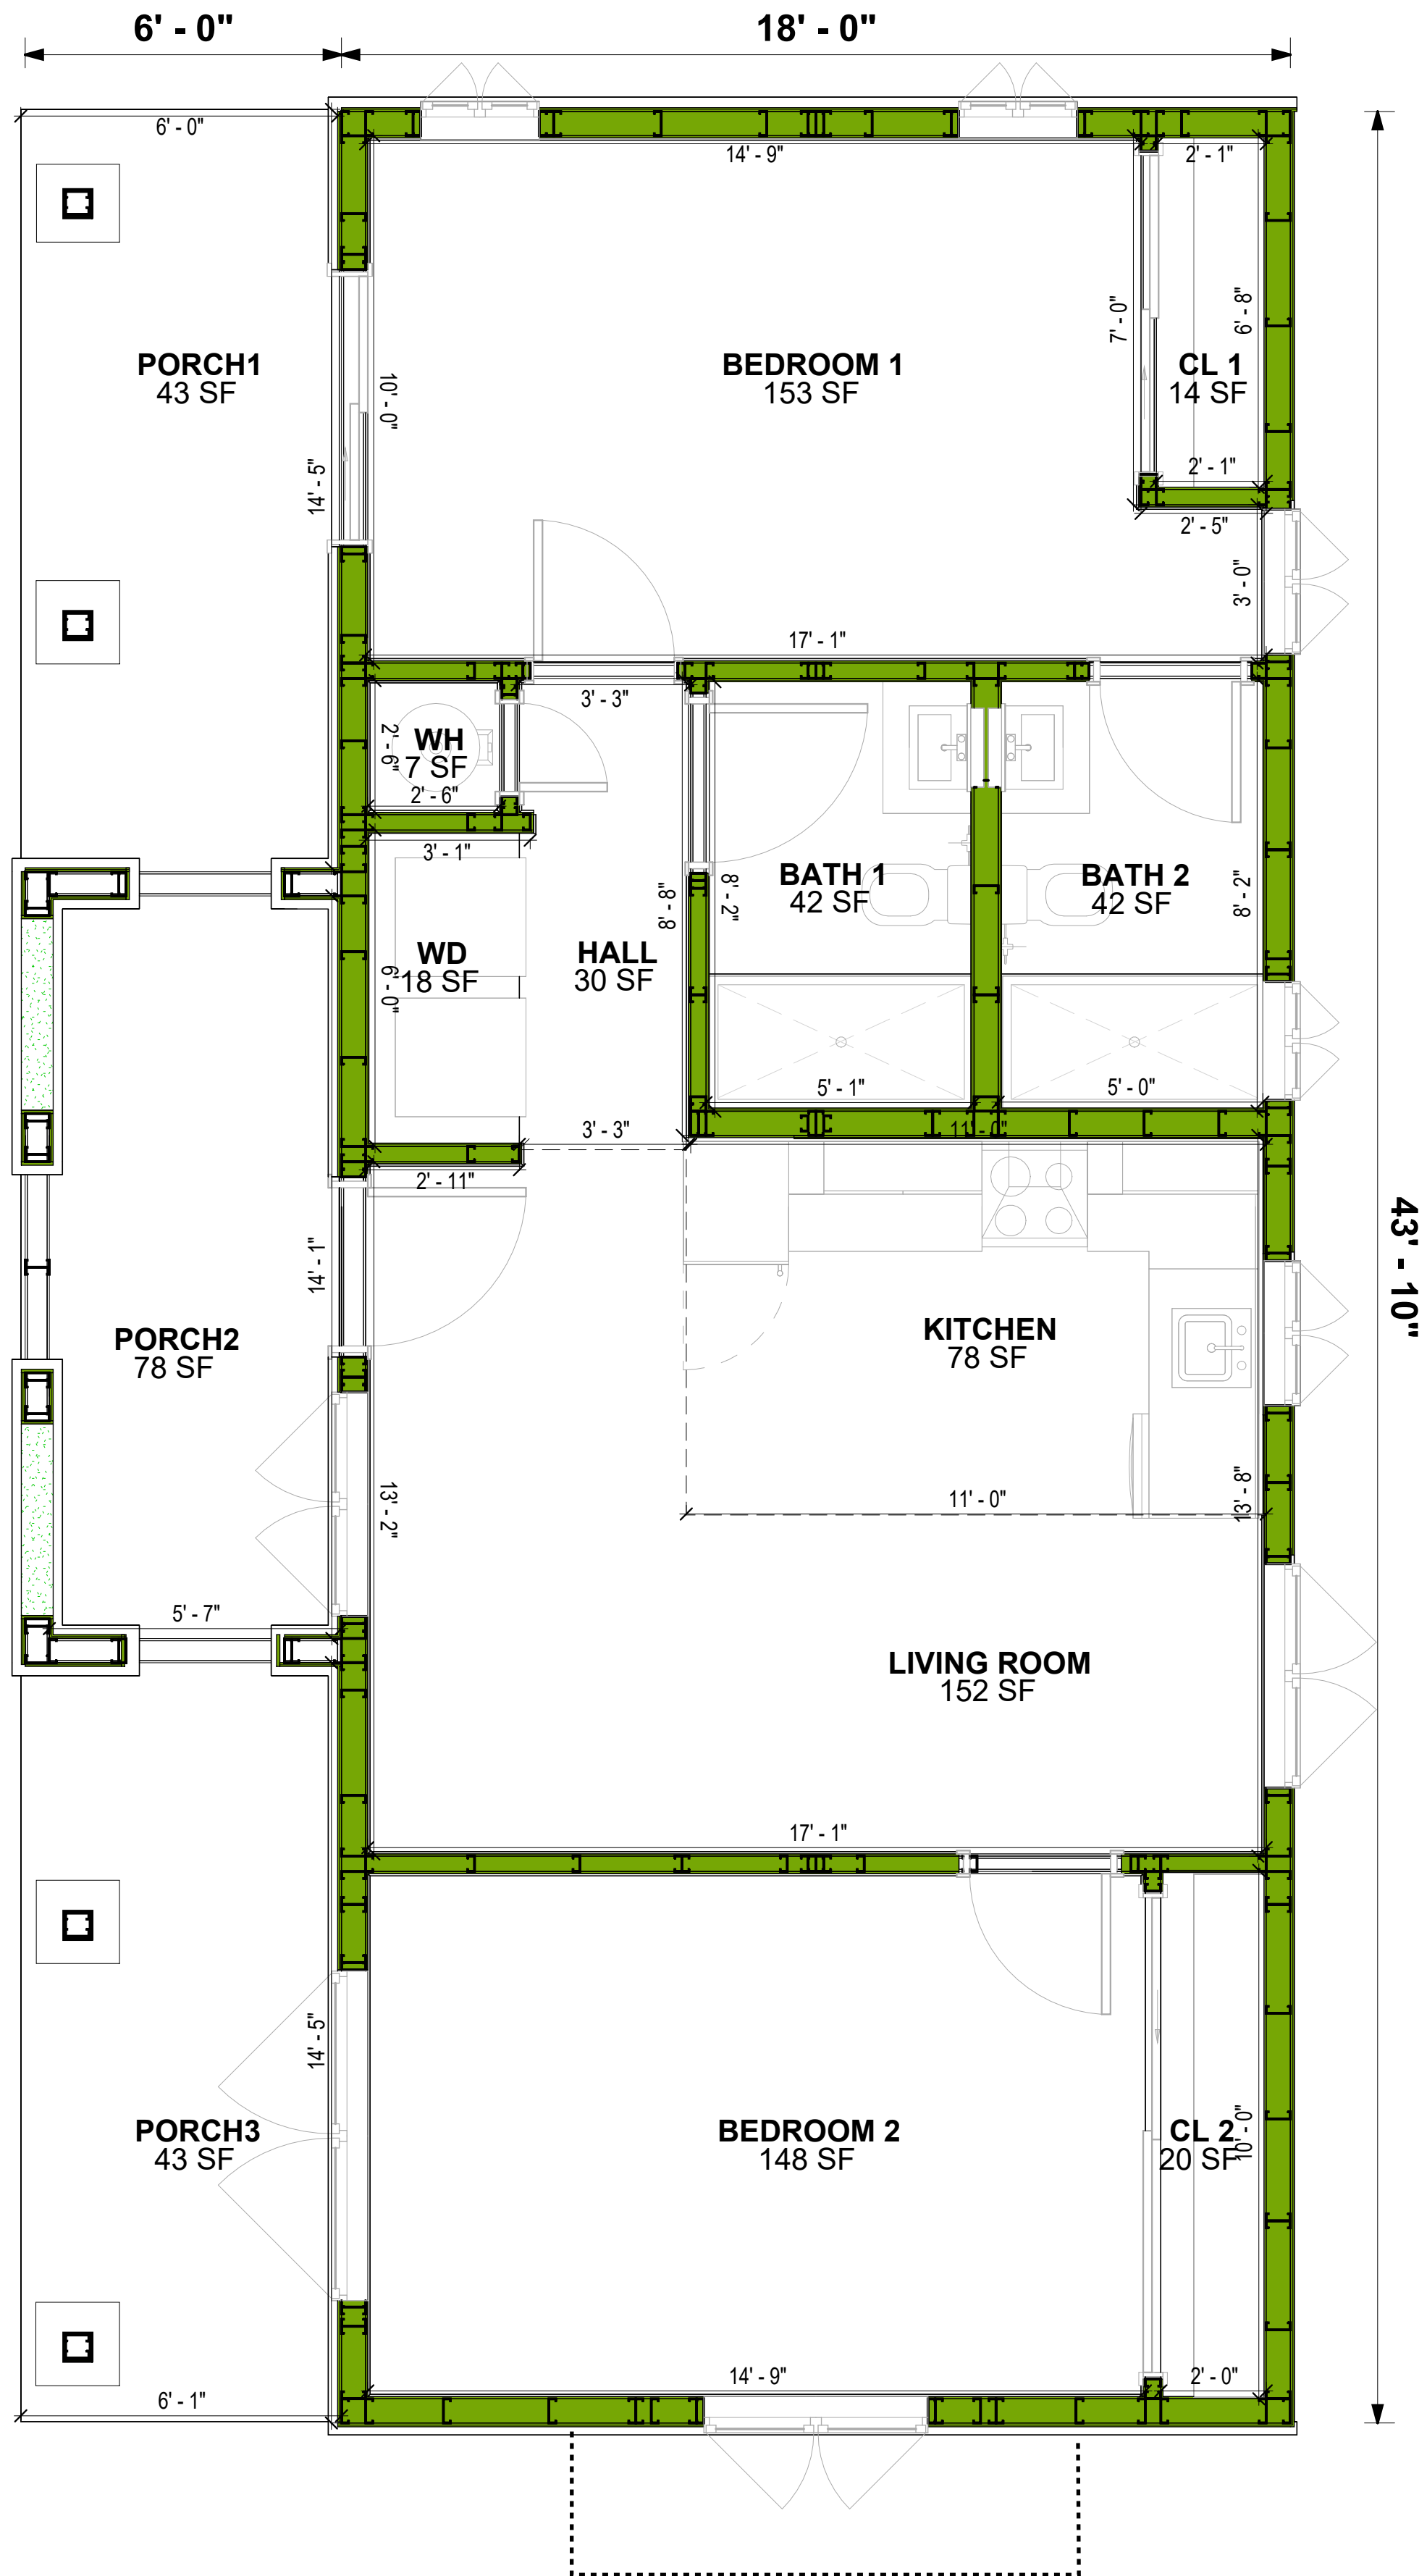 6' - 0"
18' - 0"
6' - 0"
14' - 9"
2' - 1"
7' - 0"
6' - 8"
PORCH1
43 SF
BEDROOM 1
153 SF
CL 1
14 SF
10' - 0"
14' - 5"
2' - 1"
2' - 5"
3' - 0"
17' - 1"
3' - 3"
2' - 6"
WH
7 SF
2' - 6"
3' - 1"
8' - 8"
8' - 2"
BATH 1
42 SF
BATH 2
42 SF
8' - 2"
WD
18 SF
6' - 0"
HALL
30 SF
5' - 1"
5' - 0"
3' - 3"
11' - 0"
2' - 11"
43' - 10"
14' - 1"
PORCH2
78 SF
KITCHEN
78 SF
13' - 2"
11' - 0"
13' - 8"
5' - 7"
LIVING ROOM
152 SF
17' - 1"
14' - 5"
PORCH3
43 SF
BEDROOM 2
148 SF
CL 2
20 SF
10' - 0"
14' - 9"
2' - 0"
6' - 1"